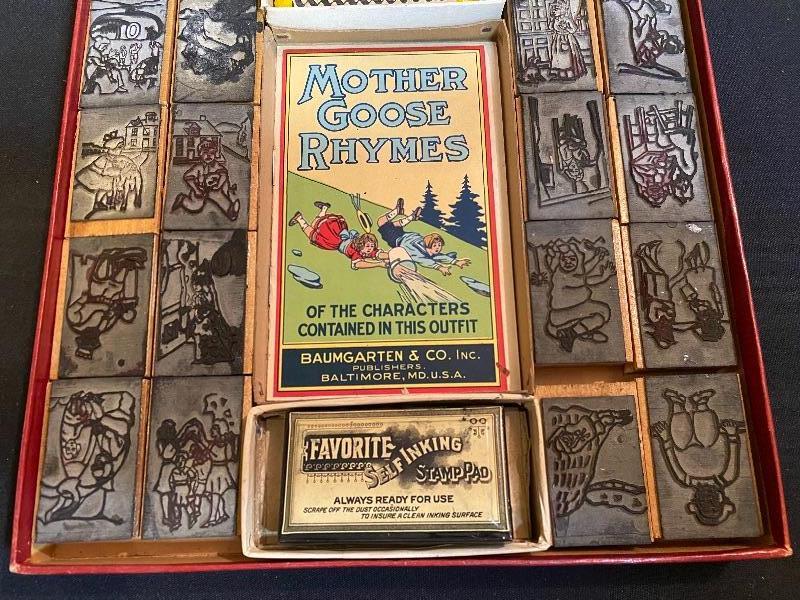 10
MOTHER
GOOSE
RHYMES
OF THE CHARACTERS
CONTAINED IN THIS OUTFIT
BAUMGARTEN & CO. INC.
PUBLISHERS.
BALTIMORE, MD. U.S.A.
FAVORITE
SELF INKING
STAMP PAD
ALWAYS READY FOR USE
SCRAPE OFF THE DUST OCCASIONALLY
TO INSURE A CLEAN INKING SURFACE